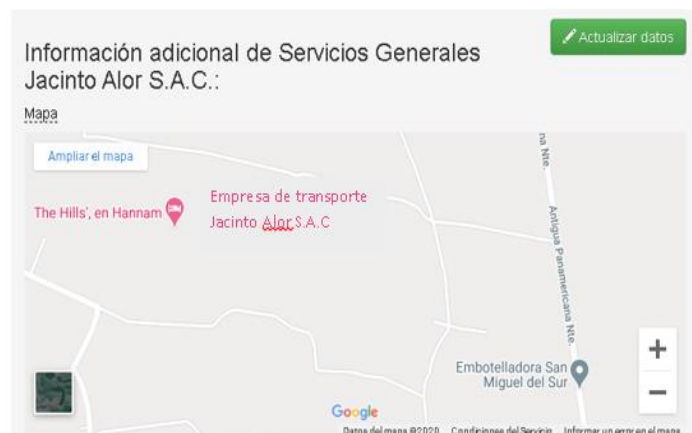 Actualizar datos
Información adicional de Servicios Generales
Jacinto Alor S.A.C.:
Mapa
Ampliar el mapa
na Nte.
The Hills', en Hannam
Empresa de transporte
Jacinto Alor S.A.C
Antigua Panamericana Nte.
Embotelladora San
Miguel del Sur
+
−
Google
Datos del mapa ©2020 Condiciones del Servicio Informar un error en el mapa